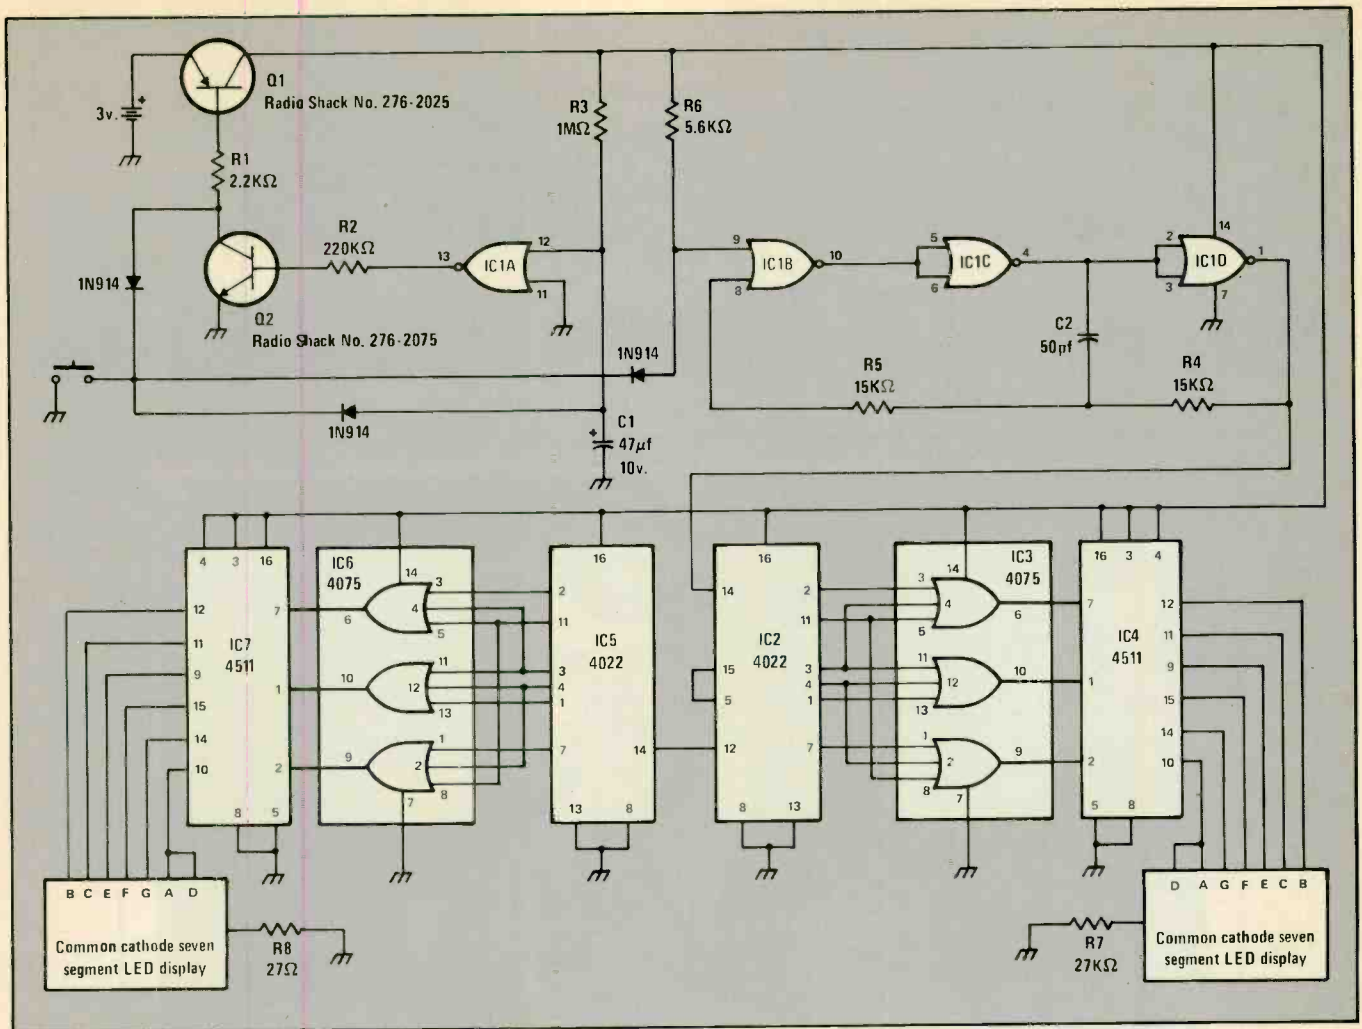 Q1
Radio Shack No. 276-2025
3v.
+
R1
2.2KΩ
R3
1MΩ
R6
5.6KΩ
R2
220KΩ
1N914
Q2
Radio Shack No. 276-2075
13
IC1A
12
11
9
8
IC1B
10
5
6
IC1C
4
2
3
14
IC1D
1
7
C2
50pf
1N914
R5
15KΩ
R4
15KΩ
1N914
+
C1
47µf
10v.
4 3 16
12
11
9
15
14
10
7
1
2
8 5
IC7
4511
IC6
4075
14
3
4
5
6
11
12
13
10
1
2
8
9
7
16
2
11
3
4
1
7
14
13 8
IC5
4022
16
14
15
5
12
2
11
3
4
1
7
8 13
IC2
4022
IC3
4075
14
3
4
5
6
11
12
13
10
1
2
8
9
7
16 3 4
7
1
2
12
11
9
15
14
10
5 8
IC4
4511
B C E F G A D
Common cathode seven
segment LED display
R8
27Ω
R7
27KΩ
D A G F E C B
Common cathode seven
segment LED display